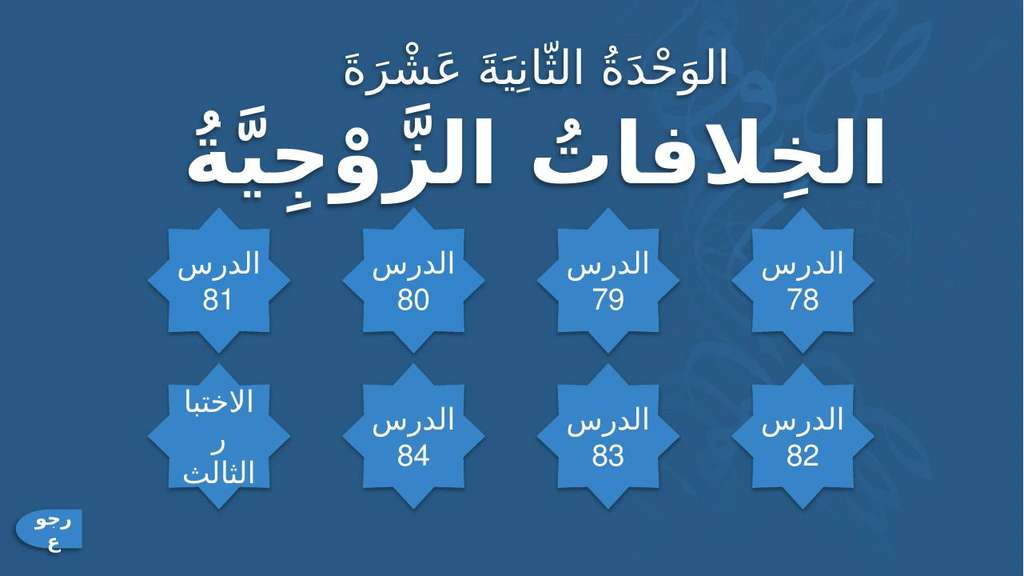 الوَحْدَةُ الثّانِيَةَ عَشْرَةَ
الخِلافاتُ الزَّوْجِيَّةُ
الدرس
78
الدرس
79
الدرس
80
الدرس
81
الدرس
82
الدرس
83
الدرس
84
الاختبا
ر
الثالث
رجو
ع